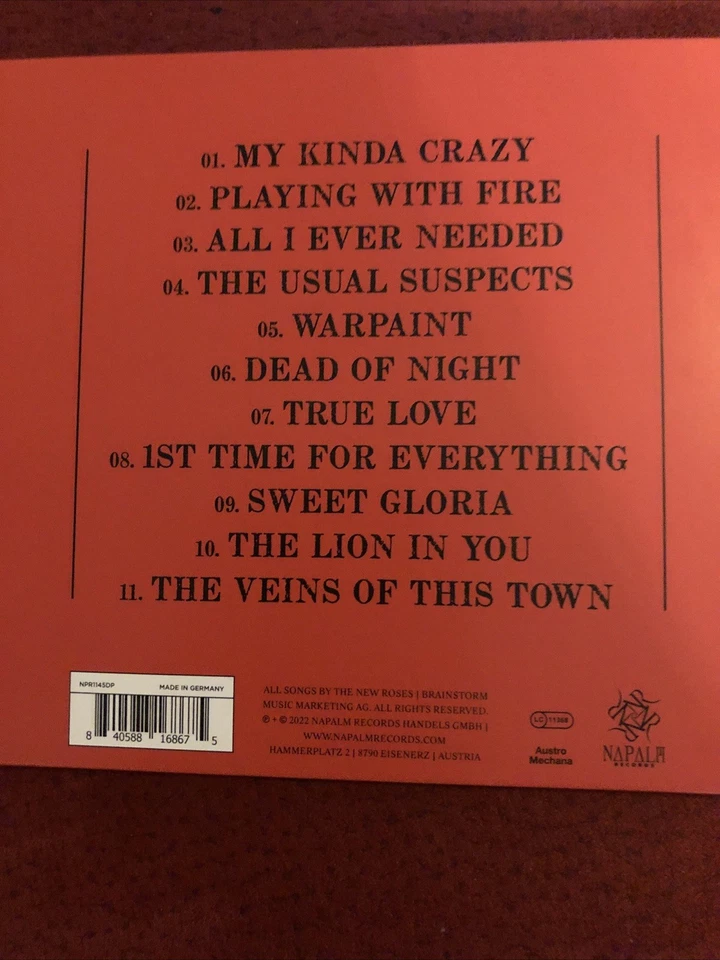 01. MY KINDA CRAZY
02. PLAYING WITH FIRE
03. ALL I EVER NEEDED
04. THE USUAL SUSPECTS
05. WARPAINT
06. DEAD OF NIGHT
07. TRUE LOVE
08. 1ST TIME FOR EVERYTHING
09. SWEET GLORIA
10. THE LION IN YOU
11. THE VEINS OF THIS TOWN
NPR1145DP MADE IN GERMANY
8 40588 16867 5
ALL SONGS BY THE NEW ROSES | BRAINSTORM
MUSIC MARKETING AG. ALL RIGHTS RESERVED.
℗ + © 2022 NAPALM RECORDS HANDELS GMBH |
WWW.NAPALMRECORDS.COM
HAMMERPLATZ 2 | 8790 EISENERZ | AUSTRIA
LC 11368
Austro
Mechana
NAPALM
RECORDS